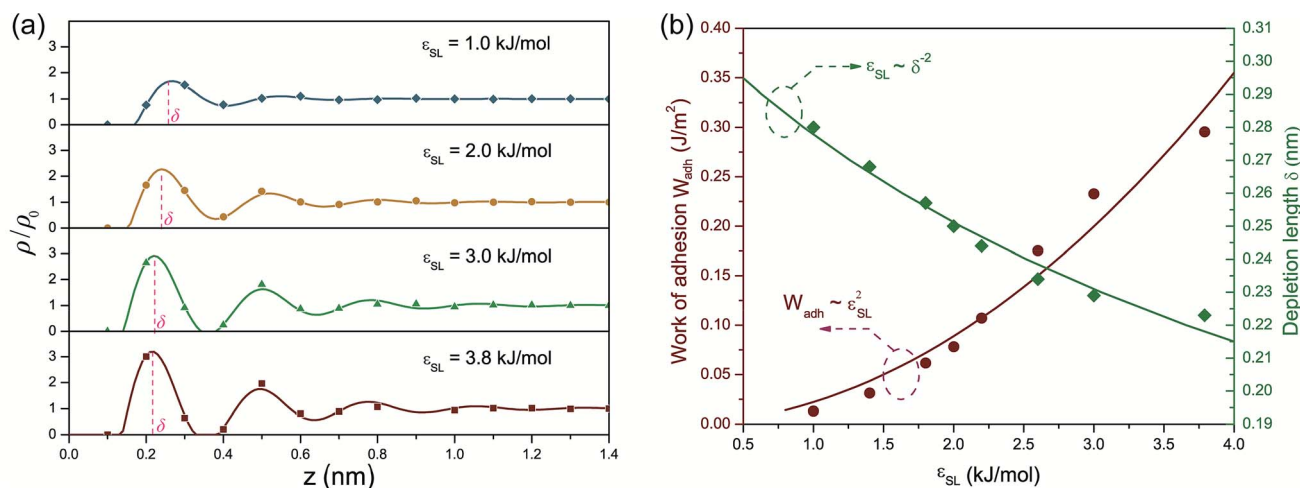 (a)
ε_SL = 1.0 kJ/mol
3
2
1
0
δ
ε_SL = 2.0 kJ/mol
3
2
1
0
δ
ρ/ρ₀
ε_SL = 3.0 kJ/mol
3
2
1
0
δ
ε_SL = 3.8 kJ/mol
3
2
1
0
δ
0.0 0.2 0.4 0.6 0.8 1.0 1.2 1.4
z (nm)
(b)
Work of adhesion W_adh (J/m²)
0.40
0.35
0.30
0.25
0.20
0.15
0.10
0.05
0.00
ε_SL ~ δ⁻²
W_adh ~ ε²_SL
0.31
0.30
0.29
0.28
0.27
0.26
0.25
0.24
0.23
0.22
0.21
0.20
0.19
Depletion length δ (nm)
0.5 1.0 1.5 2.0 2.5 3.0 3.5 4.0
ε_SL (kJ/mol)